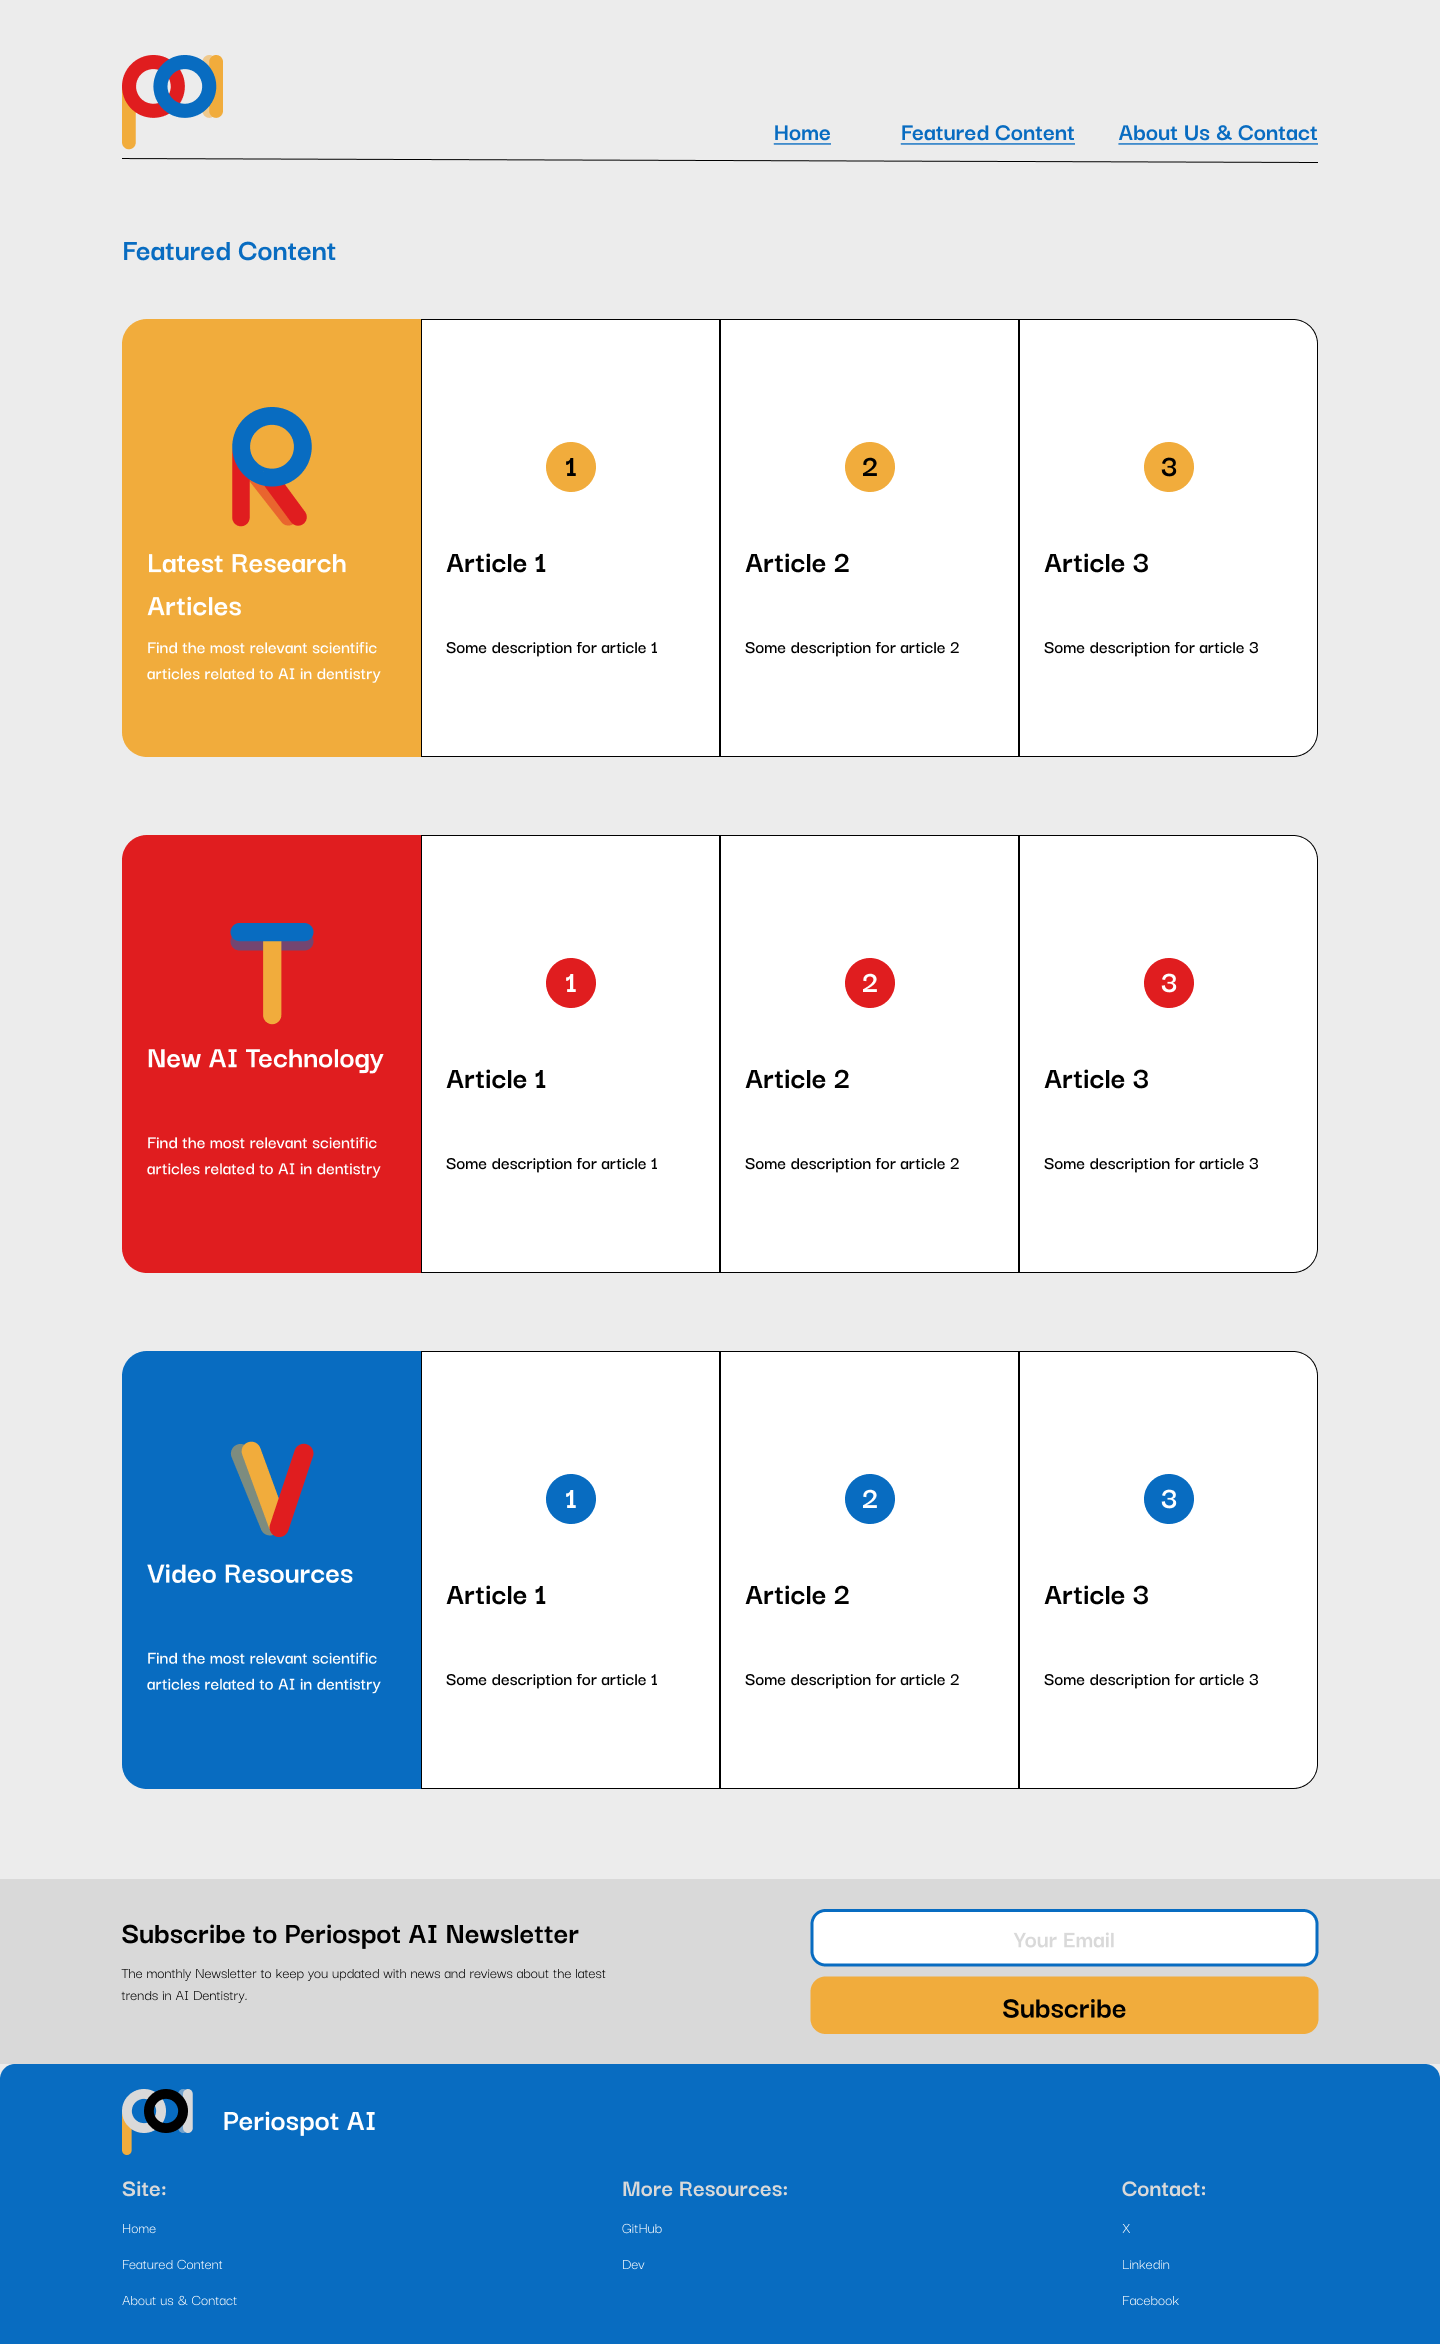 poa
Home Featured Content About Us & Contact
Featured Content
R
Latest Research
Articles
Find the most relevant scientific
articles related to AI in dentistry
1
Article 1
Some description for article 1
2
Article 2
Some description for article 2
3
Article 3
Some description for article 3
T
New AI Technology
Find the most relevant scientific
articles related to AI in dentistry
1
Article 1
Some description for article 1
2
Article 2
Some description for article 2
3
Article 3
Some description for article 3
V
Video Resources
Find the most relevant scientific
articles related to AI in dentistry
1
Article 1
Some description for article 1
2
Article 2
Some description for article 2
3
Article 3
Some description for article 3
Subscribe to Periospot AI Newsletter
The monthly Newsletter to keep you updated with news and reviews about the latest
trends in AI Dentistry.
Your Email
Subscribe
poa
Periospot AI
Site:
Home
Featured Content
About us & Contact
More Resources:
GitHub
Dev
Contact:
X
Linkedin
Facebook